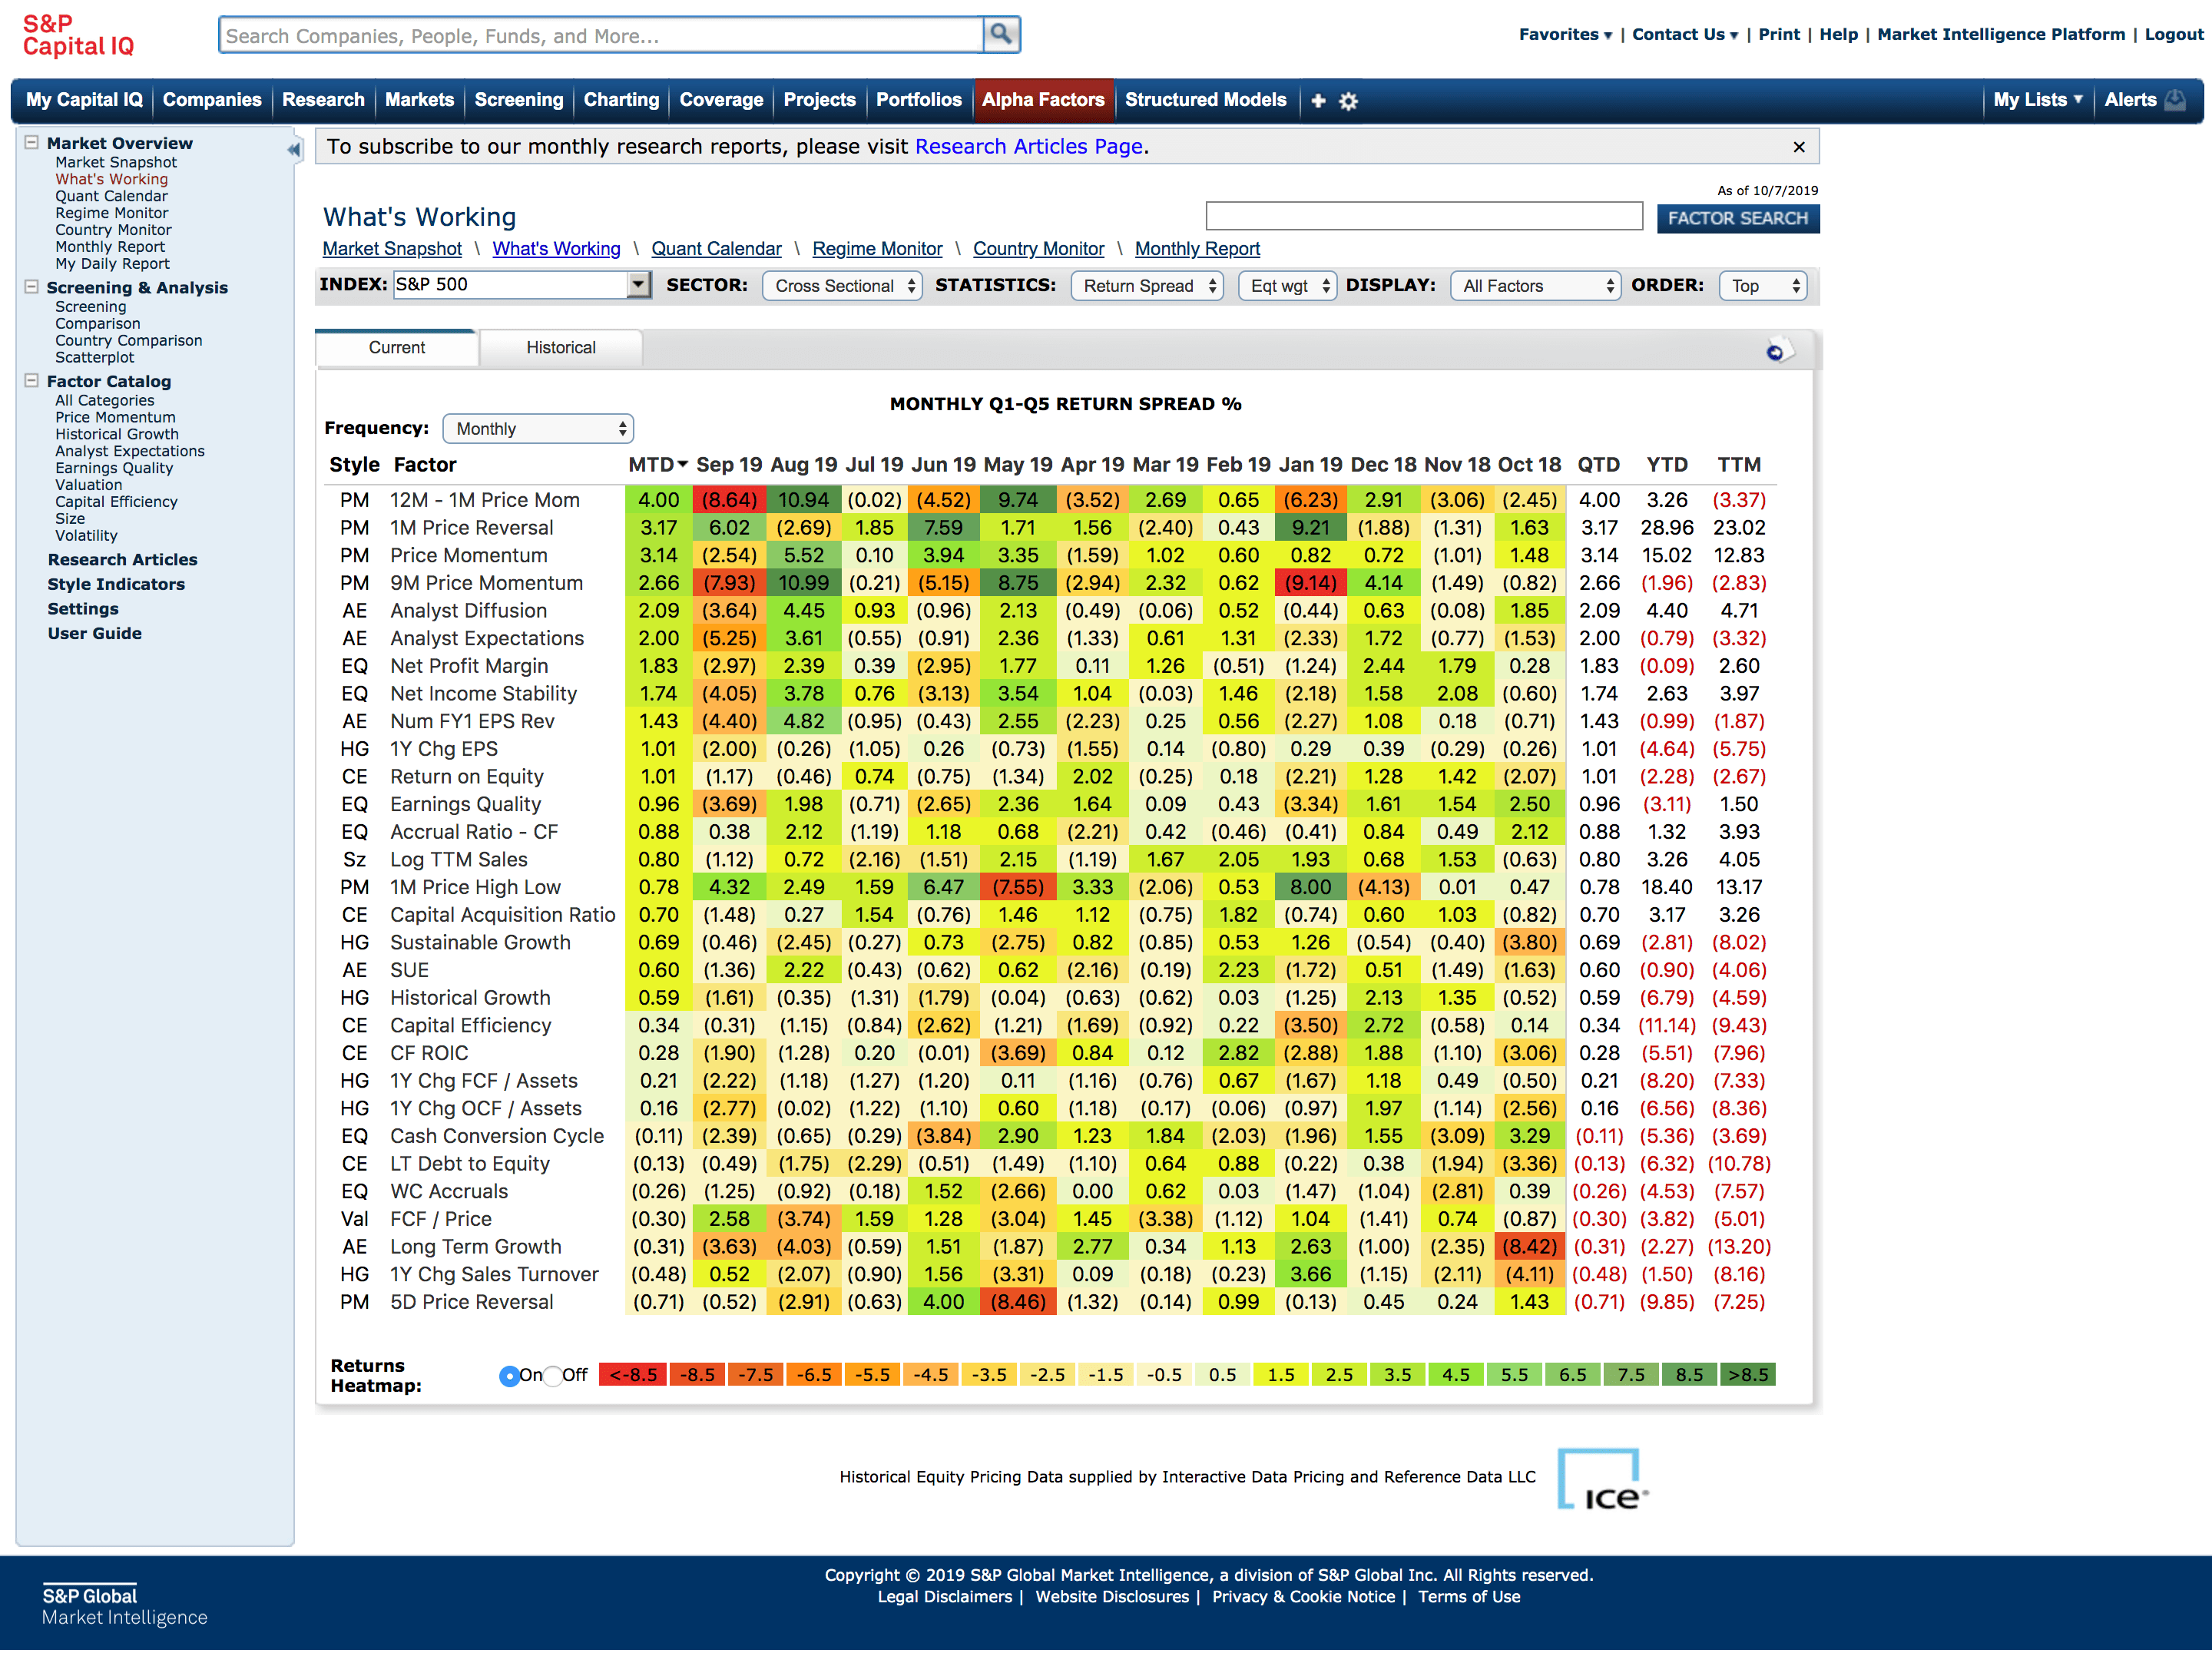 S&P
Capital IQ
Search Companies, People, Funds, and More...
Favorites ▾ | Contact Us ▾ | Print | Help | Market Intelligence Platform | Logout
My Capital IQ Companies Research Markets Screening Charting Coverage Projects Portfolios Alpha Factors Structured Models + My Lists ▾ Alerts
Market Overview
Market Snapshot
What's Working
Quant Calendar
Regime Monitor
Country Monitor
Monthly Report
My Daily Report
Screening & Analysis
Screening
Comparison
Country Comparison
Scatterplot
Factor Catalog
All Categories
Price Momentum
Historical Growth
Analyst Expectations
Earnings Quality
Valuation
Capital Efficiency
Size
Volatility
Research Articles
Style Indicators
Settings
User Guide
To subscribe to our monthly research reports, please visit Research Articles Page. ×
As of 10/7/2019
What's Working
FACTOR SEARCH
Market Snapshot \ What's Working \ Quant Calendar \ Regime Monitor \ Country Monitor \ Monthly Report
INDEX: S&P 500 SECTOR: Cross Sectional STATISTICS: Return Spread Eqt wgt DISPLAY: All Factors ORDER: Top
Current Historical
MONTHLY Q1-Q5 RETURN SPREAD %
Frequency: Monthly
Style Factor MTD▾ Sep 19 Aug 19 Jul 19 Jun 19 May 19 Apr 19 Mar 19 Feb 19 Jan 19 Dec 18 Nov 18 Oct 18 QTD YTD TTM
PM 12M - 1M Price Mom 4.00 (8.64) 10.94 (0.02) (4.52) 9.74 (3.52) 2.69 0.65 (6.23) 2.91 (3.06) (2.45) 4.00 3.26 (3.37)
PM 1M Price Reversal 3.17 6.02 (2.69) 1.85 7.59 1.71 1.56 (2.40) 0.43 9.21 (1.88) (1.31) 1.63 3.17 28.96 23.02
PM Price Momentum 3.14 (2.54) 5.52 0.10 3.94 3.35 (1.59) 1.02 0.60 0.82 0.72 (1.01) 1.48 3.14 15.02 12.83
PM 9M Price Momentum 2.66 (7.93) 10.99 (0.21) (5.15) 8.75 (2.94) 2.32 0.62 (9.14) 4.14 (1.49) (0.82) 2.66 (1.96) (2.83)
AE Analyst Diffusion 2.09 (3.64) 4.45 0.93 (0.96) 2.13 (0.49) (0.06) 0.52 (0.44) 0.63 (0.08) 1.85 2.09 4.40 4.71
AE Analyst Expectations 2.00 (5.25) 3.61 (0.55) (0.91) 2.36 (1.33) 0.61 1.31 (2.33) 1.72 (0.77) (1.53) 2.00 (0.79) (3.32)
EQ Net Profit Margin 1.83 (2.97) 2.39 0.39 (2.95) 1.77 0.11 1.26 (0.51) (1.24) 2.44 1.79 0.28 1.83 (0.09) 2.60
EQ Net Income Stability 1.74 (4.05) 3.78 0.76 (3.13) 3.54 1.04 (0.03) 1.46 (2.18) 1.58 2.08 (0.60) 1.74 2.63 3.97
AE Num FY1 EPS Rev 1.43 (4.40) 4.82 (0.95) (0.43) 2.55 (2.23) 0.25 0.56 (2.27) 1.08 0.18 (0.71) 1.43 (0.99) (1.87)
HG 1Y Chg EPS 1.01 (2.00) (0.26) (1.05) 0.26 (0.73) (1.55) 0.14 (0.80) 0.29 0.39 (0.29) (0.26) 1.01 (4.64) (5.75)
CE Return on Equity 1.01 (1.17) (0.46) 0.74 (0.75) (1.34) 2.02 (0.25) 0.18 (2.21) 1.28 1.42 (2.07) 1.01 (2.28) (2.67)
EQ Earnings Quality 0.96 (3.69) 1.98 (0.71) (2.65) 2.36 1.64 0.09 0.43 (3.34) 1.61 1.54 2.50 0.96 (3.11) 1.50
EQ Accrual Ratio - CF 0.88 0.38 2.12 (1.19) 1.18 0.68 (2.21) 0.42 (0.46) (0.41) 0.84 0.49 2.12 0.88 1.32 3.93
Sz Log TTM Sales 0.80 (1.12) 0.72 (2.16) (1.51) 2.15 (1.19) 1.67 2.05 1.93 0.68 1.53 (0.63) 0.80 3.26 4.05
PM 1M Price High Low 0.78 4.32 2.49 1.59 6.47 (7.55) 3.33 (2.06) 0.53 8.00 (4.13) 0.01 0.47 0.78 18.40 13.17
CE Capital Acquisition Ratio 0.70 (1.48) 0.27 1.54 (0.76) 1.46 1.12 (0.75) 1.82 (0.74) 0.60 1.03 (0.82) 0.70 3.17 3.26
HG Sustainable Growth 0.69 (0.46) (2.45) (0.27) 0.73 (2.75) 0.82 (0.85) 0.53 1.26 (0.54) (0.40) (3.80) 0.69 (2.81) (8.02)
AE SUE 0.60 (1.36) 2.22 (0.43) (0.62) 0.62 (2.16) (0.19) 2.23 (1.72) 0.51 (1.49) (1.63) 0.60 (0.90) (4.06)
HG Historical Growth 0.59 (1.61) (0.35) (1.31) (1.79) (0.04) (0.63) (0.62) 0.03 (1.25) 2.13 1.35 (0.52) 0.59 (6.79) (4.59)
CE Capital Efficiency 0.34 (0.31) (1.15) (0.84) (2.62) (1.21) (1.69) (0.92) 0.22 (3.50) 2.72 (0.58) 0.14 0.34 (11.14) (9.43)
CE CF ROIC 0.28 (1.90) (1.28) 0.20 (0.01) (3.69) 0.84 0.12 2.82 (2.88) 1.88 (1.10) (3.06) 0.28 (5.51) (7.96)
HG 1Y Chg FCF / Assets 0.21 (2.22) (1.18) (1.27) (1.20) 0.11 (1.16) (0.76) 0.67 (1.67) 1.18 0.49 (0.50) 0.21 (8.20) (7.33)
HG 1Y Chg OCF / Assets 0.16 (2.77) (0.02) (1.22) (1.10) 0.60 (1.18) (0.17) (0.06) (0.97) 1.97 (1.14) (2.56) 0.16 (6.56) (8.36)
EQ Cash Conversion Cycle (0.11) (2.39) (0.65) (0.29) (3.84) 2.90 1.23 1.84 (2.03) (1.96) 1.55 (3.09) 3.29 (0.11) (5.36) (3.69)
CE LT Debt to Equity (0.13) (0.49) (1.75) (2.29) (0.51) (1.49) (1.10) 0.64 0.88 (0.22) 0.38 (1.94) (3.36) (0.13) (6.32) (10.78)
EQ WC Accruals (0.26) (1.25) (0.92) (0.18) 1.52 (2.66) 0.00 0.62 0.03 (1.47) (1.04) (2.81) 0.39 (0.26) (4.53) (7.57)
Val FCF / Price (0.30) 2.58 (3.74) 1.59 1.28 (3.04) 1.45 (3.38) (1.12) 1.04 (1.41) 0.74 (0.87) (0.30) (3.82) (5.01)
AE Long Term Growth (0.31) (3.63) (4.03) (0.59) 1.51 (1.87) 2.77 0.34 1.13 2.63 (1.00) (2.35) (8.42) (0.31) (2.27) (13.20)
HG 1Y Chg Sales Turnover (0.48) 0.52 (2.07) (0.90) 1.56 (3.31) 0.09 (0.18) (0.23) 3.66 (1.15) (2.11) (4.11) (0.48) (1.50) (8.16)
PM 5D Price Reversal (0.71) (0.52) (2.91) (0.63) 4.00 (8.46) (1.32) (0.14) 0.99 (0.13) 0.45 0.24 1.43 (0.71) (9.85) (7.25)
Returns
Heatmap: On Off <-8.5 -8.5 -7.5 -6.5 -5.5 -4.5 -3.5 -2.5 -1.5 -0.5 0.5 1.5 2.5 3.5 4.5 5.5 6.5 7.5 8.5 >8.5
Historical Equity Pricing Data supplied by Interactive Data Pricing and Reference Data LLC
ice
Copyright © 2019 S&P Global Market Intelligence, a division of S&P Global Inc. All Rights reserved.
Legal Disclaimers | Website Disclosures | Privacy & Cookie Notice | Terms of Use
S&P Global
Market Intelligence